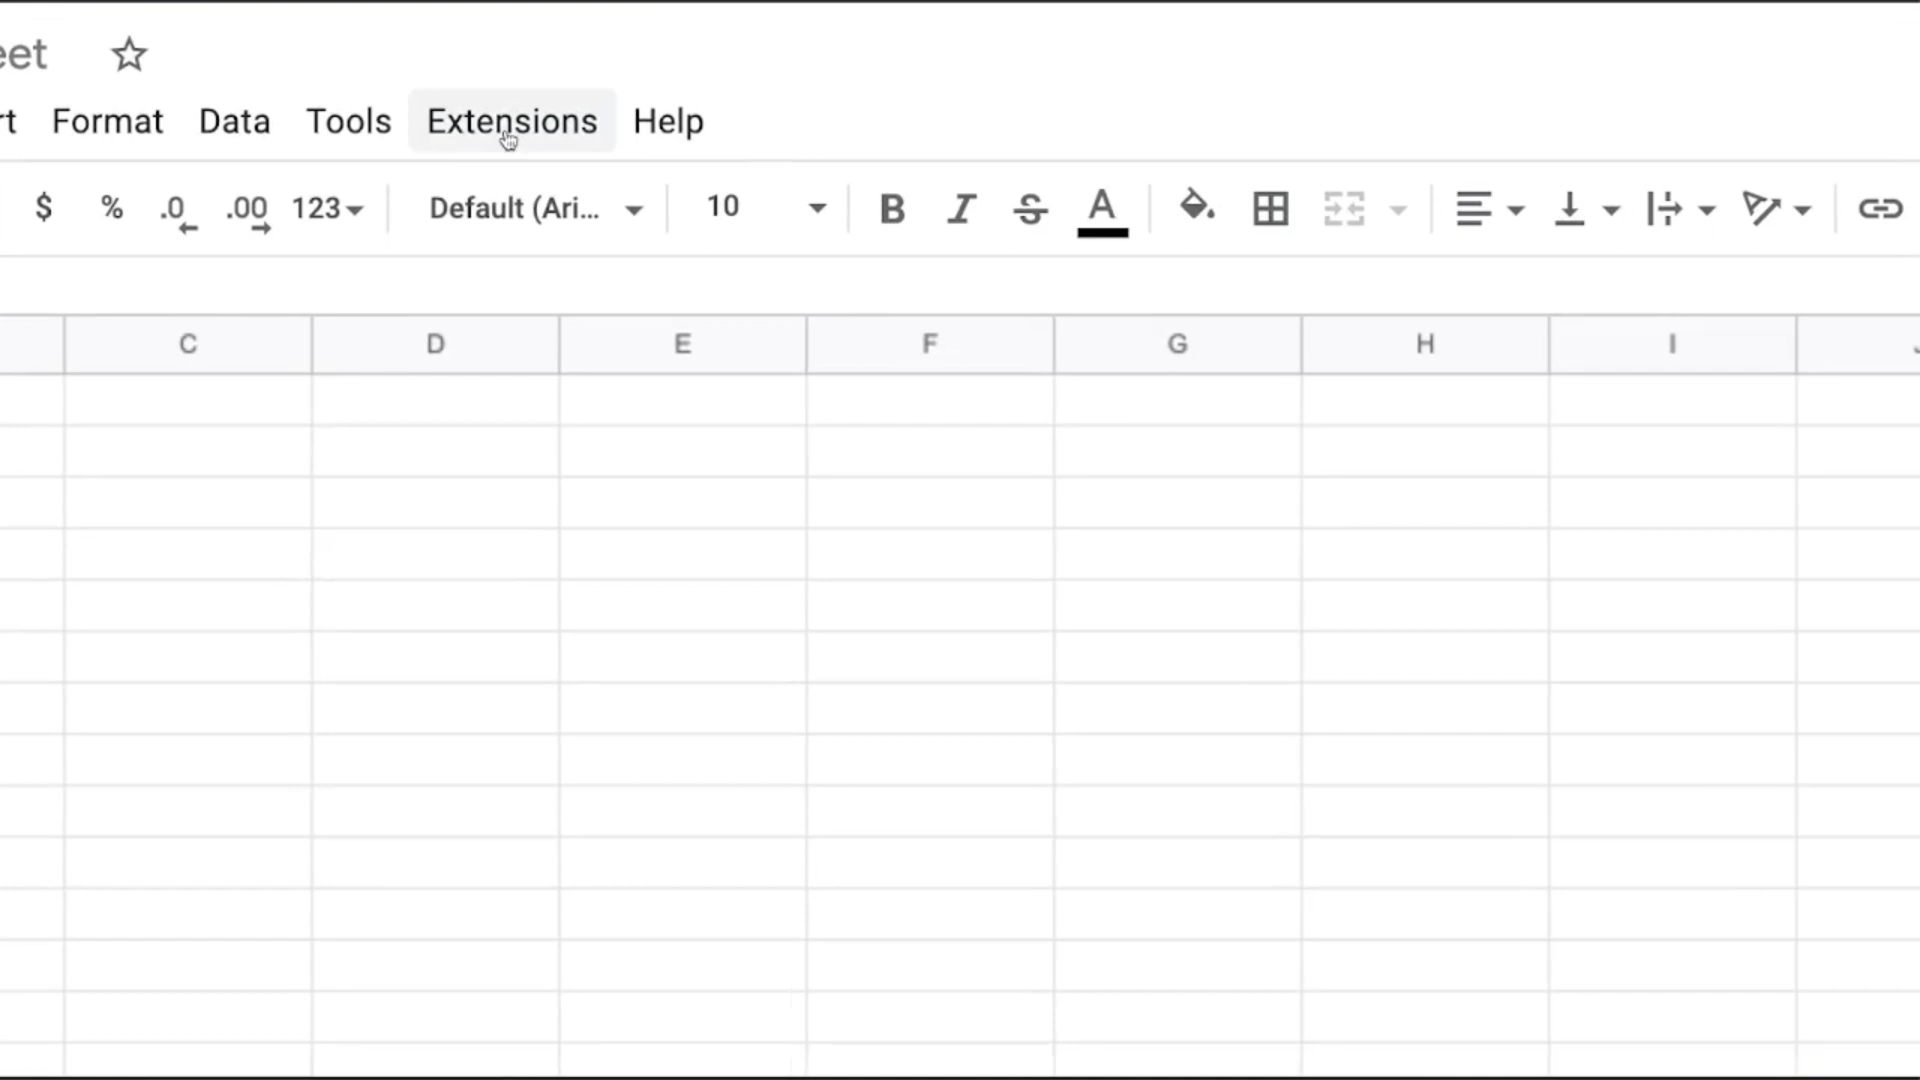 eet
rt Format Data Tools Extensions Help
$ % .0 .00 123 Default (Ari... 10 B I S A
C D E F G H I J